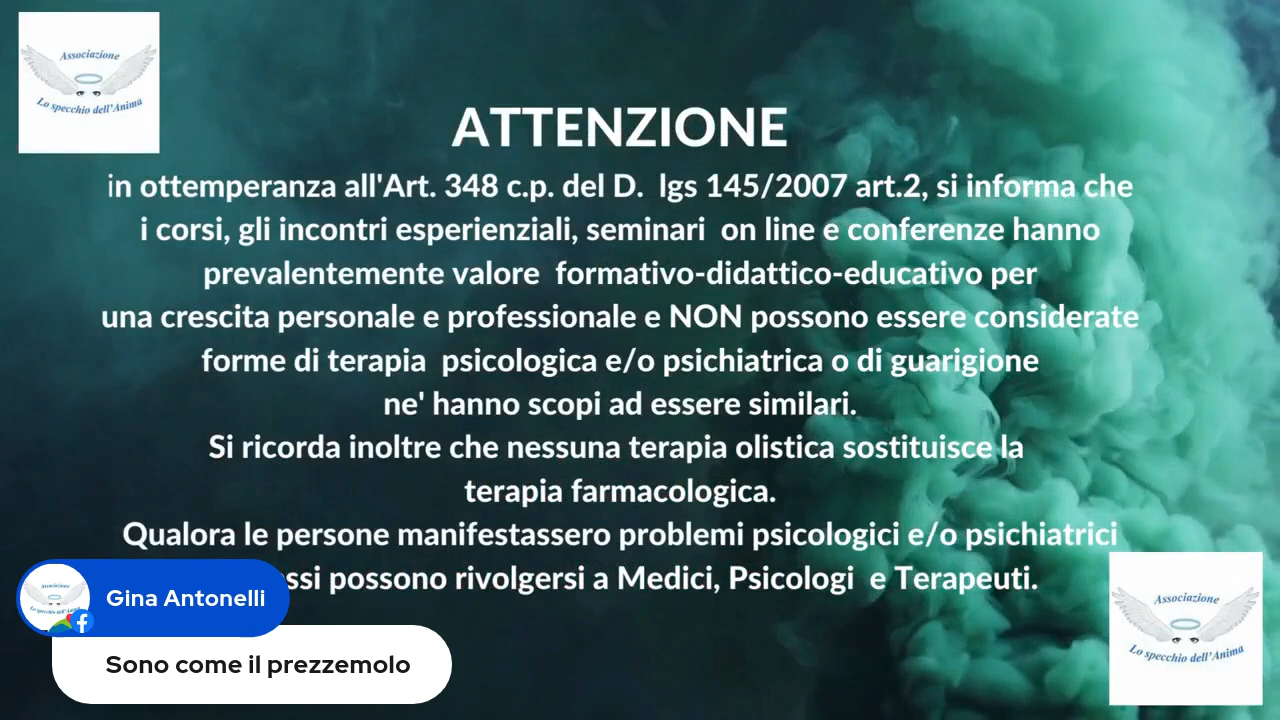 Associazione
Lo specchio dell'Anima
ATTENZIONE
in ottemperanza all'Art. 348 c.p. del D. lgs 145/2007 art.2, si informa che
i corsi, gli incontri esperienziali, seminari on line e conferenze hanno
prevalentemente valore formativo-didattico-educativo per
una crescita personale e professionale e NON possono essere considerate
forme di terapia psicologica e/o psichiatrica o di guarigione
ne' hanno scopi ad essere similari.
Si ricorda inoltre che nessuna terapia olistica sostituisce la
terapia farmacologica.
Qualora le persone manifestassero problemi psicologici e/o psichiatrici
possono rivolgersi a Medici, Psicologi e Terapeuti.
Gina Antonelli
Sono come il prezzemolo
Associazione
Lo specchio dell'Anima